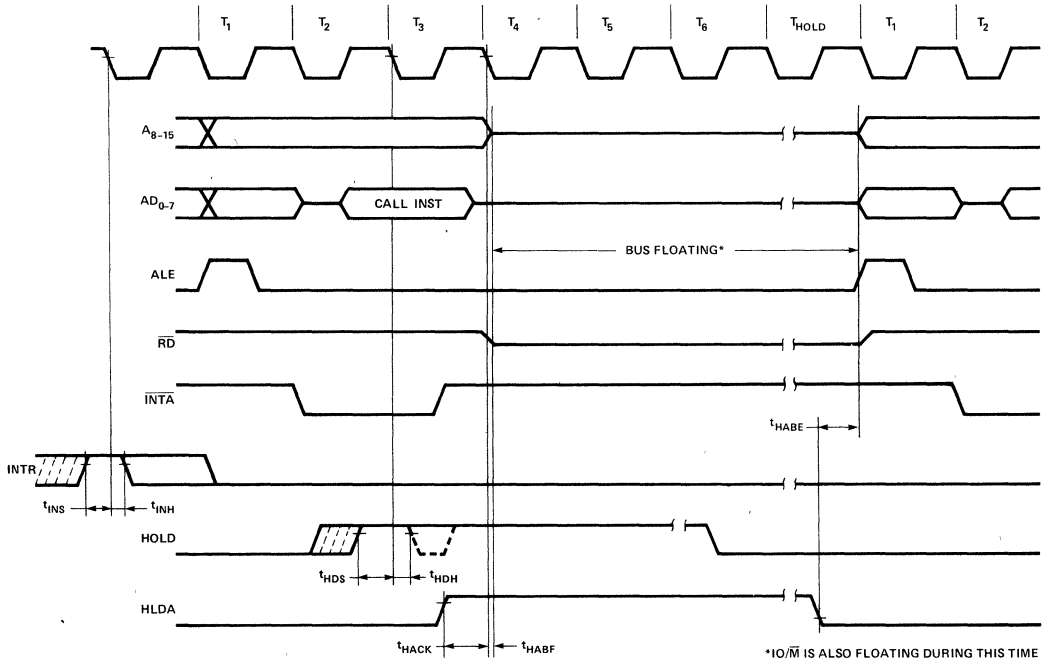 T1 T2 T3 T4 T5 T6 THOLD T1 T2
A8-15
AD0-7 CALL INST
BUS FLOATING*
ALE
RD
INTA
tHABE
INTR
tINS tINH
HOLD
tHDS tHDH
HLDA
tHACK tHABF
*IO/M̅ IS ALSO FLOATING DURING THIS TIME